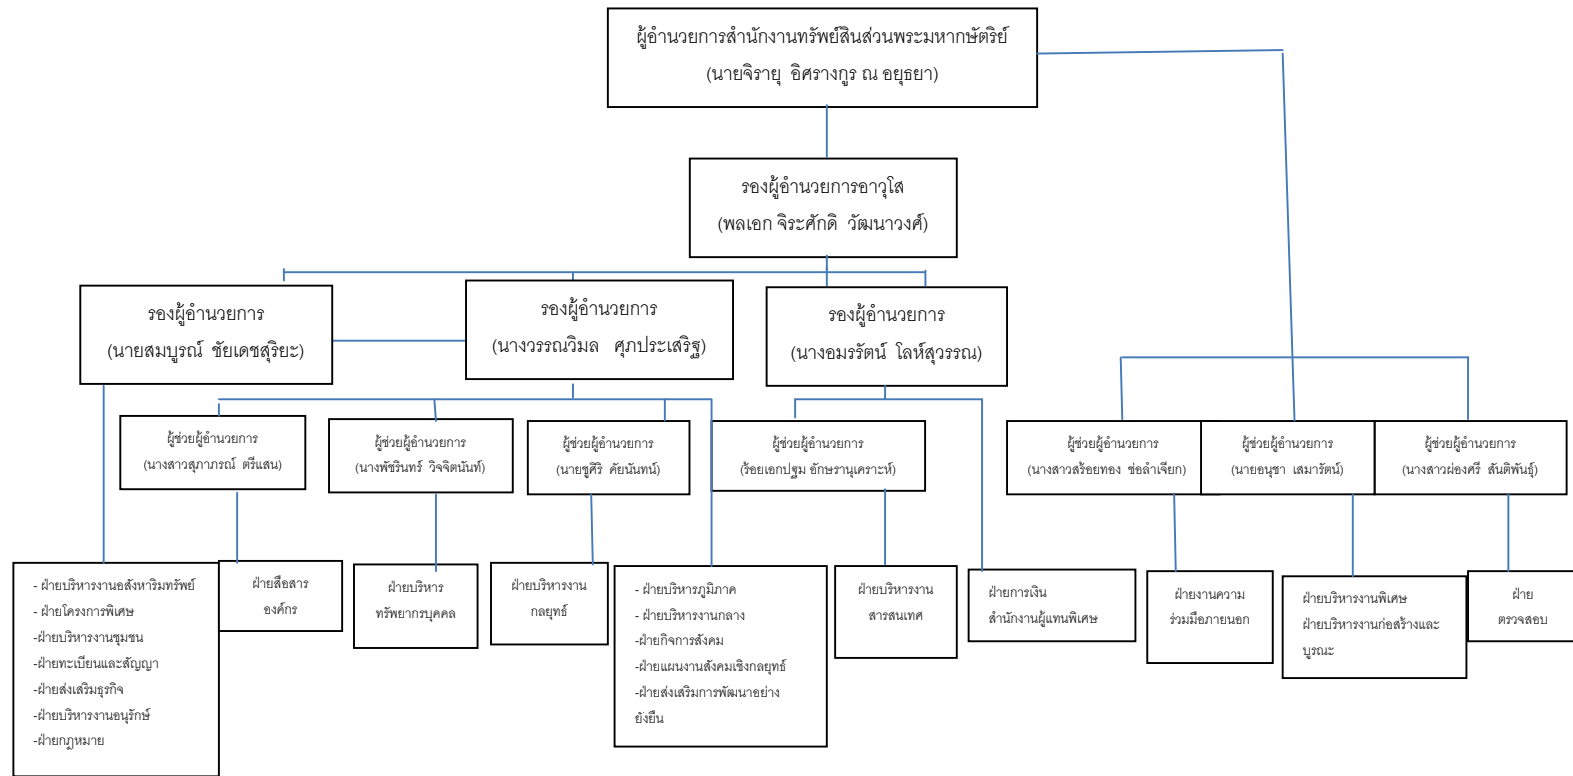 ผู้อำนวยการสำนักงานทรัพย์สินส่วนพระมหากษัตริย์
(นายจิรายุ อิศรางกูร ณ อยุธยา)
รองผู้อำนวยการอาวุโส
(พลเอก จิระศักดิ วัฒนาวงศ์)
รองผู้อำนวยการ
(นายสมบูรณ์ ชัยเดชสุริยะ)
รองผู้อำนวยการ
(นางวรรณวิมล ศุภประเสริฐ)
รองผู้อำนวยการ
(นางอมรรัตน์ โลห์สุวรรณ)
ผู้ช่วยผู้อำนวยการ
(นางสาวสุภาภรณ์ ตรีแสน)
ผู้ช่วยผู้อำนวยการ
(นางพัชรินทร์ วิจจิตนันท์)
ผู้ช่วยผู้อำนวยการ
(นายชูศิริ คัยนันทน์)
ผู้ช่วยผู้อำนวยการ
(ร้อยเอกปฐม อักษรานุเคราะห์)
ผู้ช่วยผู้อำนวยการ
(นางสาวสร้อยทอง ช่อลำเจียก)
ผู้ช่วยผู้อำนวยการ
(นายอนุชา เสมารัตน์)
ผู้ช่วยผู้อำนวยการ
(นางสาวผ่องศรี สันติพันธุ์)
- ฝ่ายบริหารงานอสังหาริมทรัพย์
- ฝ่ายโครงการพิเศษ
-ฝ่ายบริหารงานชุมชน
-ฝ่ายทะเบียนและสัญญา
-ฝ่ายส่งเสริมธุรกิจ
-ฝ่ายบริหารงานอนุรักษ์
-ฝ่ายกฎหมาย
ฝ่ายสือสาร
องค์กร
ฝ่ายบริหาร
ทรัพยากรบุคคล
ฝ่ายบริหารงาน
กลยุทธ์
- ฝ่ายบริหารภูมิภาค
- ฝ่ายบริหารงานกลาง
-ฝ่ายกิจการสังคม
-ฝ่ายแผนงานสังคมเชิงกลยุทธ์
-ฝ่ายส่งเสริมการพัฒนาอย่าง
ยังยืน
ฝ่ายบริหารงาน
สารสนเทศ
ฝ่ายการเงิน
สำนักงานผู้แทนพิเศษ
ฝ่ายงานความ
ร่วมมือภายนอก
ฝ่ายบริหารงานพิเศษ
ฝ่ายบริหารงานก่อสร้างและ
บูรณะ
ฝ่าย
ตรวจสอบ